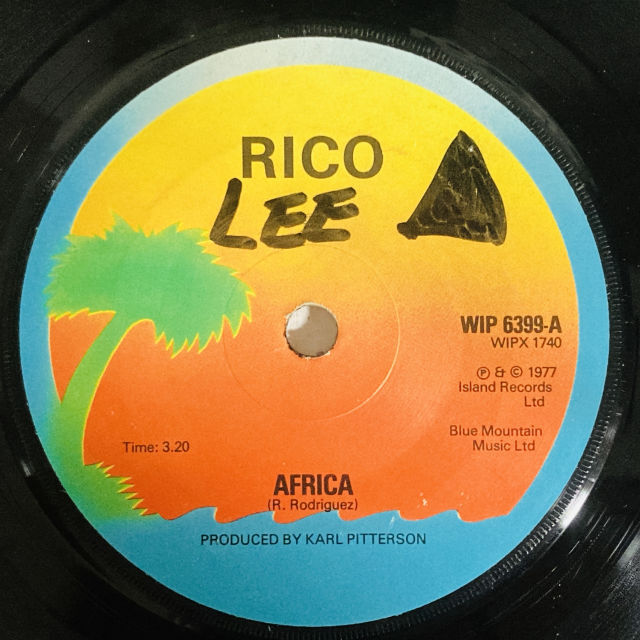 RICO
LEE
WIP 6399-A
WIPX 1740
Ⓟ & © 1977
Island Records
Ltd
Blue Mountain
Music Ltd
Time: 3.20
AFRICA
(R. Rodriguez)
PRODUCED BY KARL PITTERSON